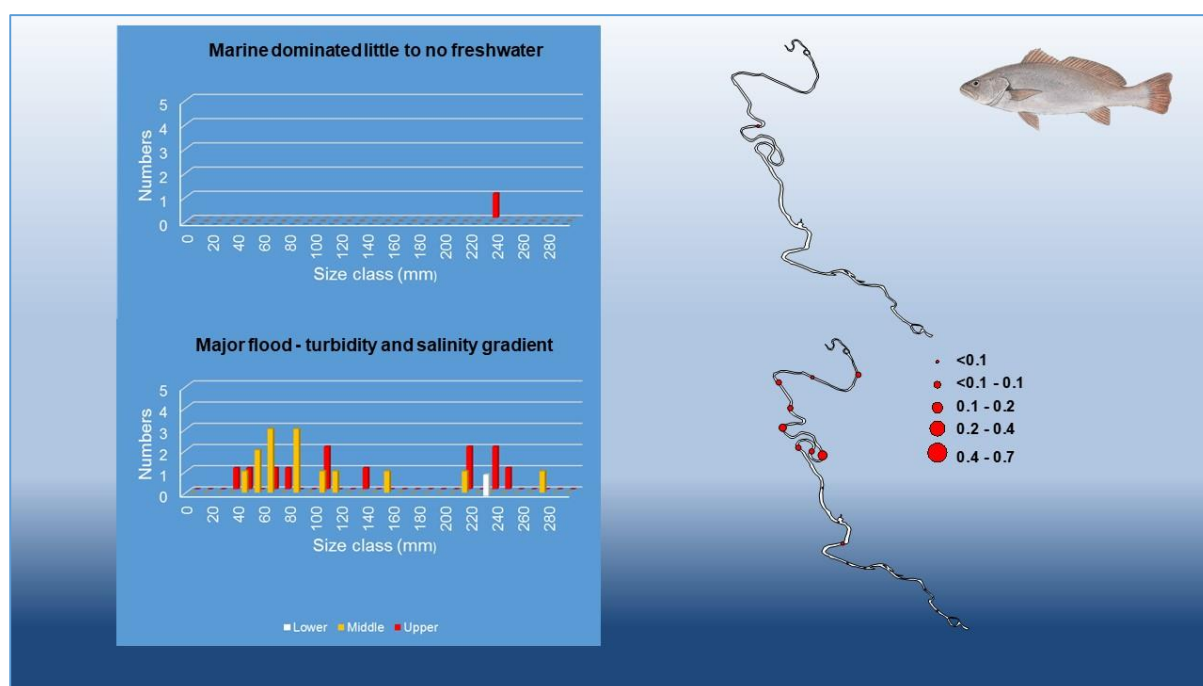 Marine dominated little to no freshwater
5
4
3
2
1
0
Numbers
0 20 40 60 80 100 120 140 160 180 200 220 240 260 280
Size class (mm)
Major flood - turbidity and salinity gradient
5
4
3
2
1
0
Numbers
0 20 40 60 80 100 120 140 160 180 200 220 240 260 280
Size class (mm)
Lower Middle Upper
<0.1
<0.1 - 0.1
0.1 - 0.2
0.2 - 0.4
0.4 - 0.7